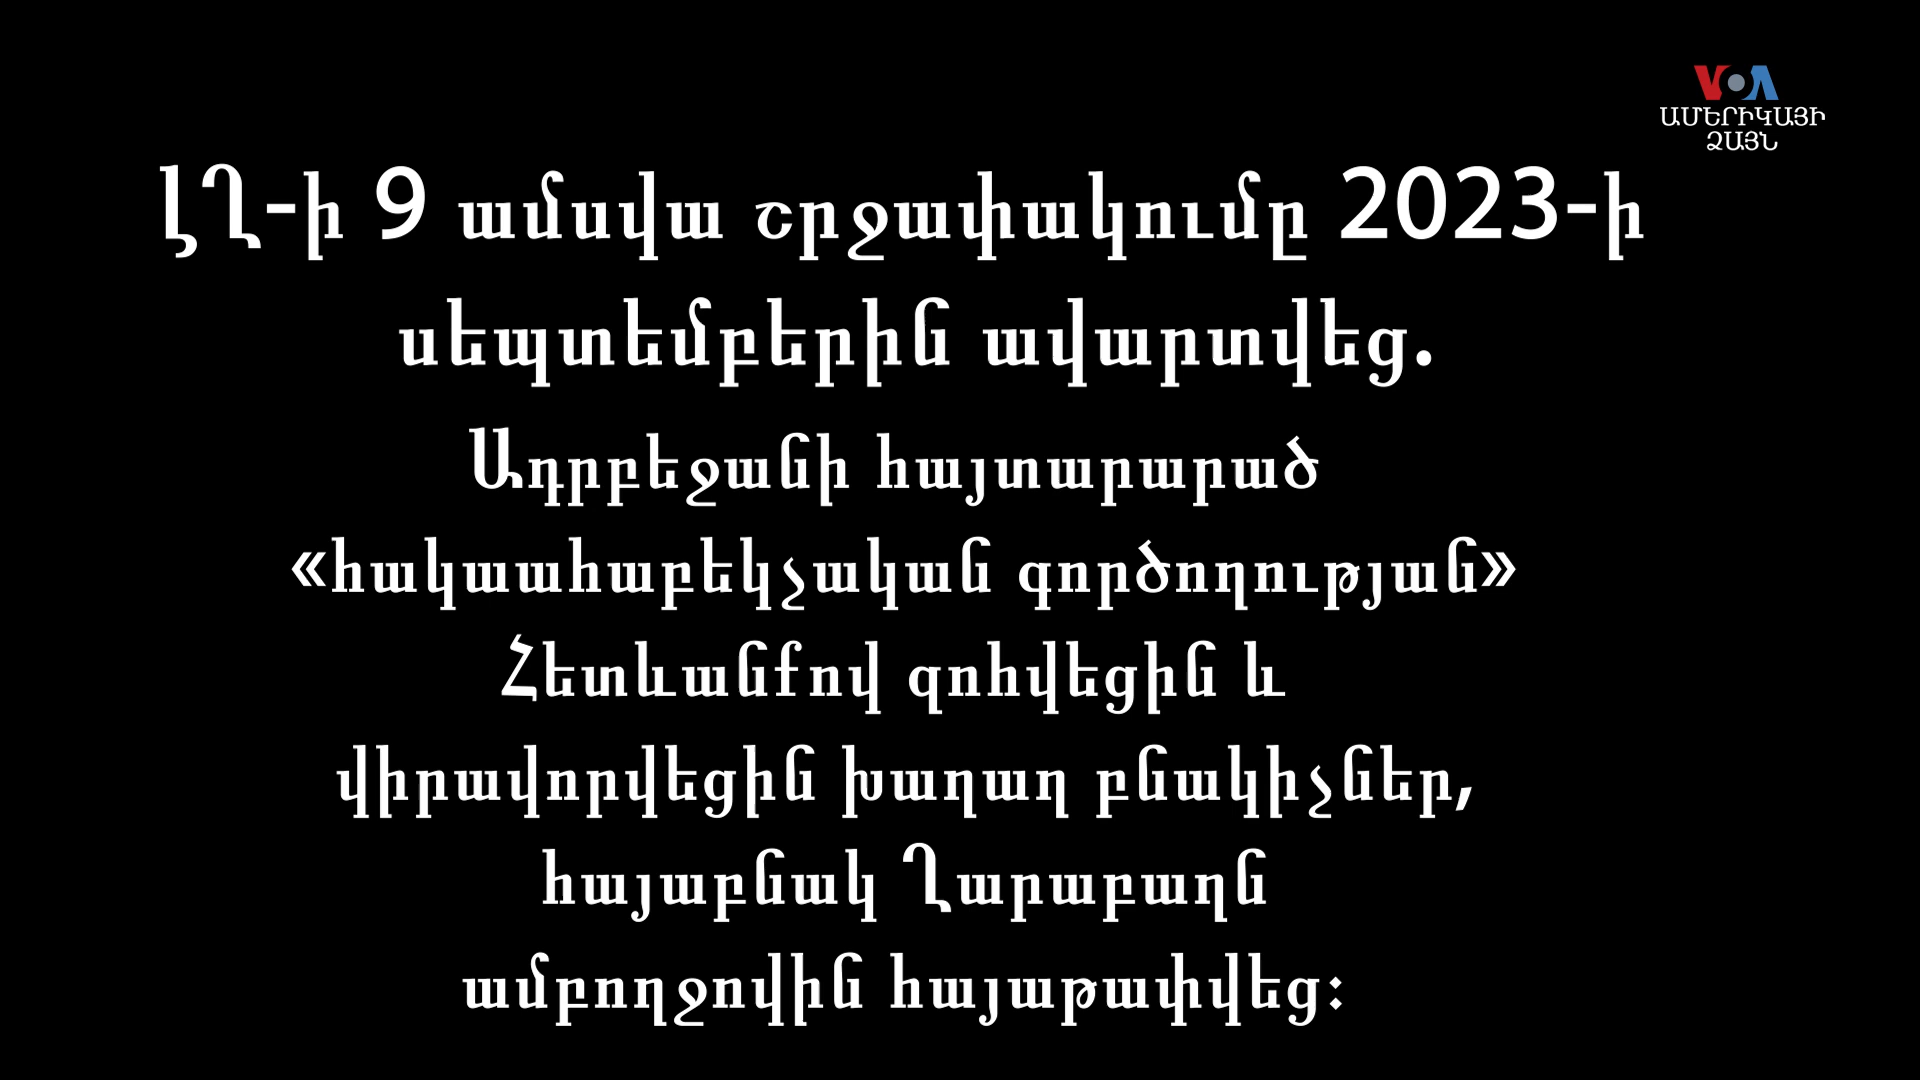 ԱՄԵՐԻԿԱՅԻ
ՁԱՅՆ
ԼՂ-ի 9 ամսվա շրջափակումը 2023-ի
սեպտեմբերին ավարտվեց.
Ադրբեջանի հայտարարած
«հակաահաբեկչական գործողության»
Հետևանքով զոհվեցին և
վիրավորվեցին խաղաղ բնակիչներ,
հայաբնակ Ղարաբաղն
ամբողջովին հայաթափվեց։